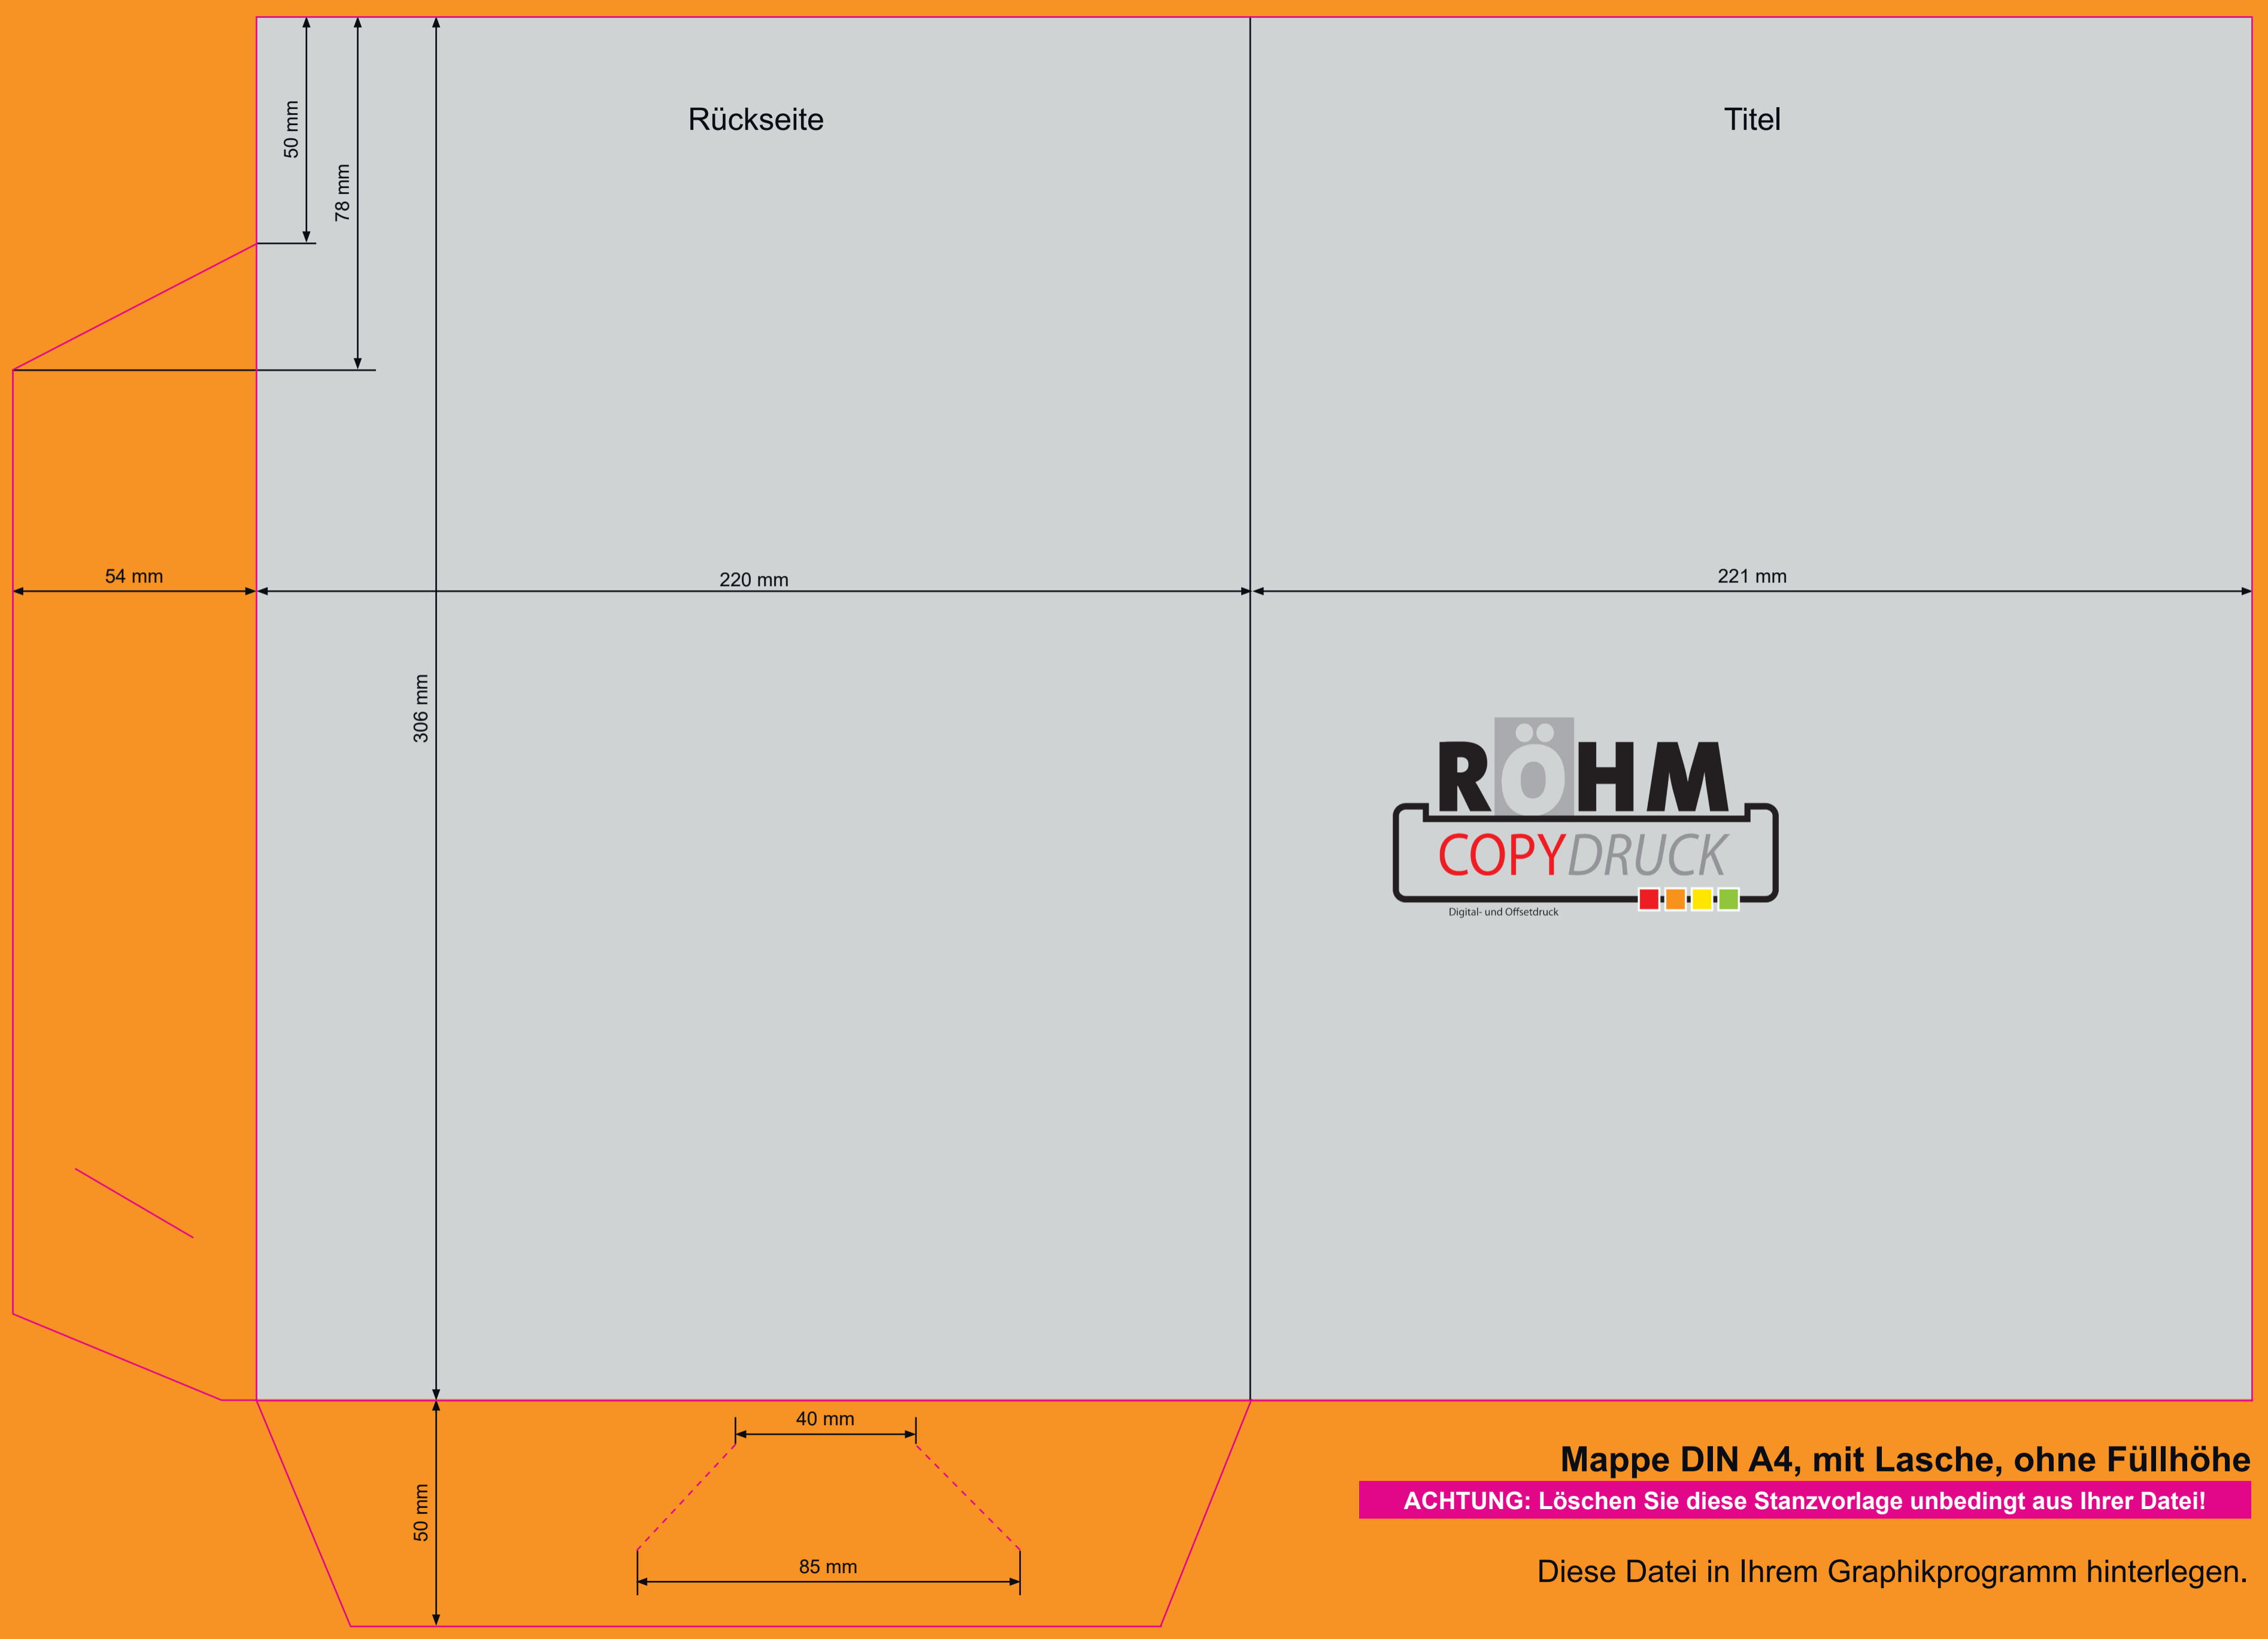 Rückseite
Titel
50 mm
78 mm
54 mm
220 mm
221 mm
306 mm
RÖHM
COPYDRUCK
Digital- und Offsetdruck
40 mm
50 mm
85 mm
Mappe DIN A4, mit Lasche, ohne Füllhöhe
ACHTUNG: Löschen Sie diese Stanzvorlage unbedingt aus Ihrer Datei!
Diese Datei in Ihrem Graphikprogramm hinterlegen.